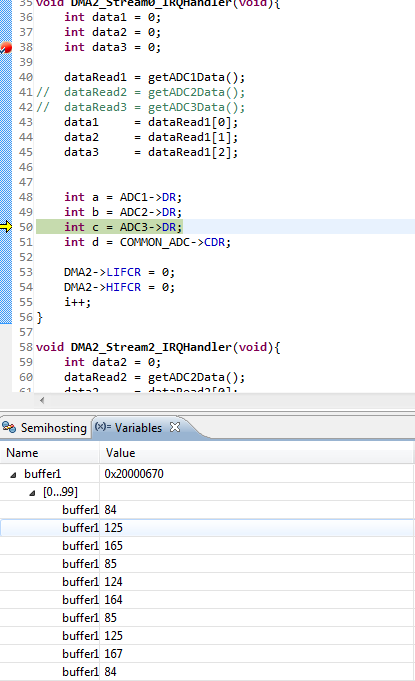 35 void DMA2_Stream0_IRQHandler(void){
36 int data1 = 0;
37 int data2 = 0;
38 int data3 = 0;
39
40 dataRead1 = getADC1Data();
41 // dataRead2 = getADC2Data();
42 // dataRead3 = getADC3Data();
43 data1 = dataRead1[0];
44 data2 = dataRead1[1];
45 data3 = dataRead1[2];
46
47
48 int a = ADC1->DR;
49 int b = ADC2->DR;
50 int c = ADC3->DR;
51 int d = COMMON_ADC->CDR;
52
53 DMA2->LIFCR = 0;
54 DMA2->HIFCR = 0;
55 i++;
56 }
57
58 void DMA2_Stream2_IRQHandler(void){
59 int data2 = 0;
60 dataRead2 = getADC2Data();
61 data2 = dataRead2[0];
Semihosting (x)= Variables
Name Value
buffer1 0x20000670
[0...99]
buffer1 84
buffer1 125
buffer1 165
buffer1 85
buffer1 124
buffer1 164
buffer1 85
buffer1 125
buffer1 167
buffer1 84